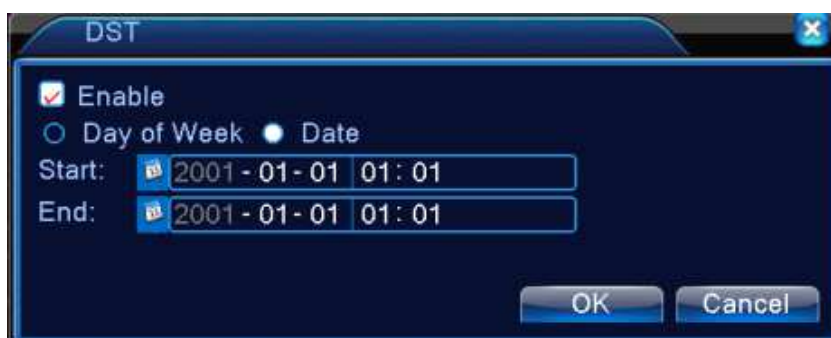 DST
Enable
Day of Week Date
Start: 2001-01-01 01:01
End: 2001-01-01 01:01
OK Cancel